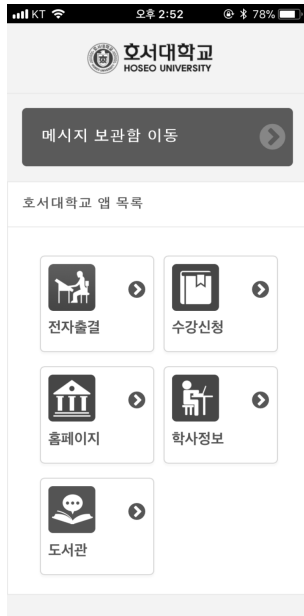 KT 오후 2:52 78%
호서대학교
HOSEO UNIVERSITY
메시지 보관함 이동
호서대학교 앱 목록
전자출결 수강신청
홈페이지 학사정보
도서관